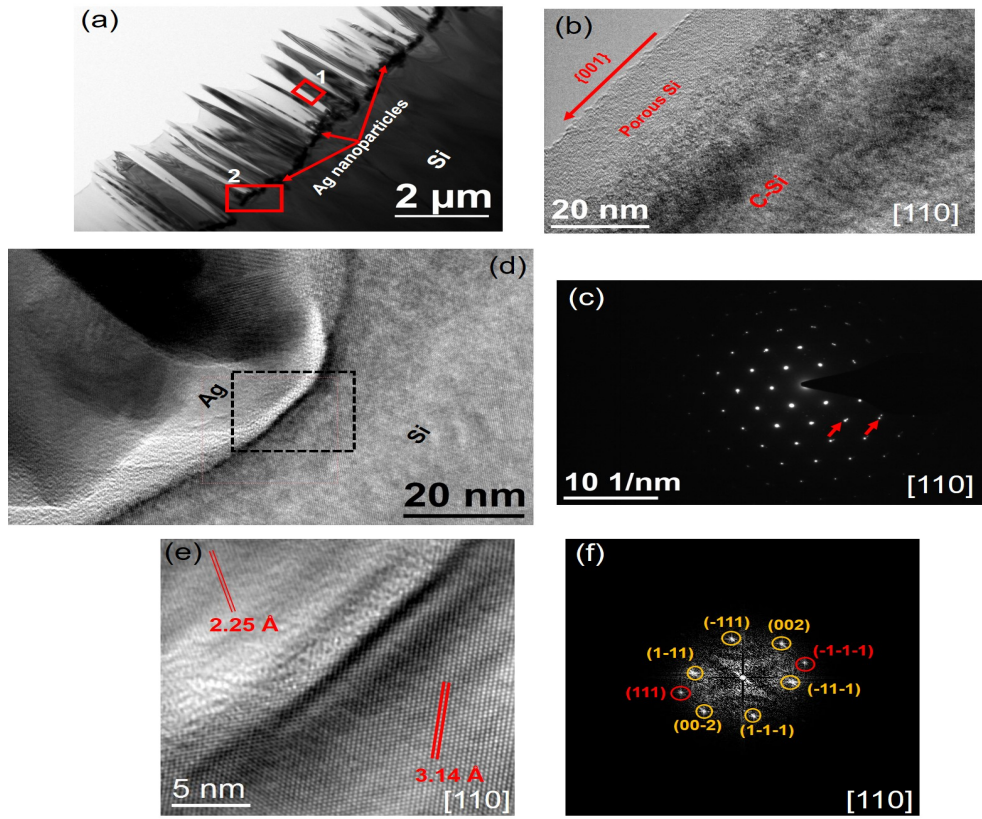 (a)
1
2
Ag nanoparticles
Si
2 µm
(b)
{001}
Porous Si
C-Si
20 nm
[110]
(d)
Ag
Si
20 nm
(c)
10 1/nm
[110]
(e)
2.25 Å
3.14 Å
5 nm
[110]
(f)
(-111)
(002)
(1-11)
(-1-1-1)
(111)
(-11-1)
(00-2)
(1-1-1)
[110]